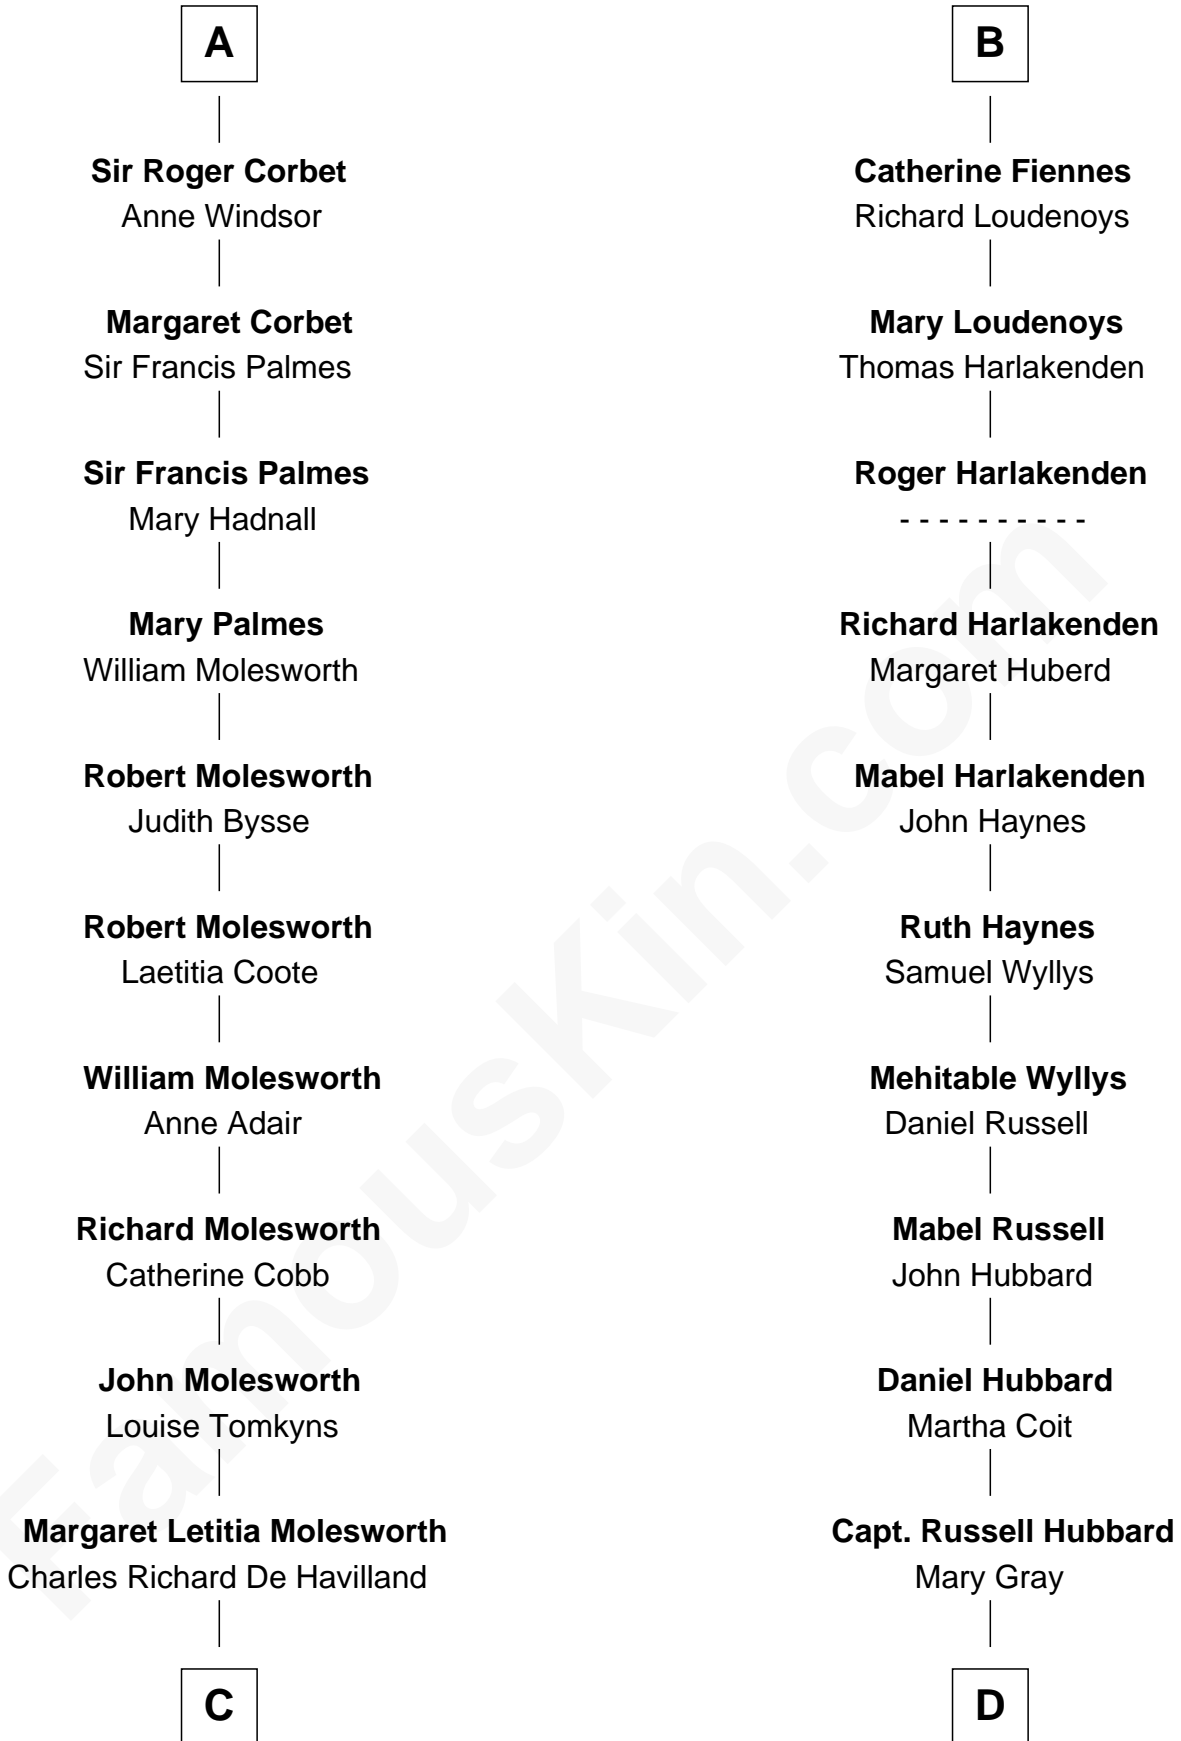 A
Sir Roger Corbet
Anne Windsor
Margaret Corbet
Sir Francis Palmes
Sir Francis Palmes
Mary Hadnall
Mary Palmes
William Molesworth
Robert Molesworth
Judith Bysse
Robert Molesworth
Laetitia Coote
William Molesworth
Anne Adair
Richard Molesworth
Catherine Cobb
John Molesworth
Louise Tomkyns
Margaret Letitia Molesworth
Charles Richard De Havilland
C
B
Catherine Fiennes
Richard Loudenoys
Mary Loudenoys
Thomas Harlakenden
Roger Harlakenden
- - - - - - - - - -
Richard Harlakenden
Margaret Huberd
Mabel Harlakenden
John Haynes
Ruth Haynes
Samuel Wyllys
Mehitable Wyllys
Daniel Russell
Mabel Russell
John Hubbard
Daniel Hubbard
Martha Coit
Capt. Russell Hubbard
Mary Gray
D
FamousKin.com